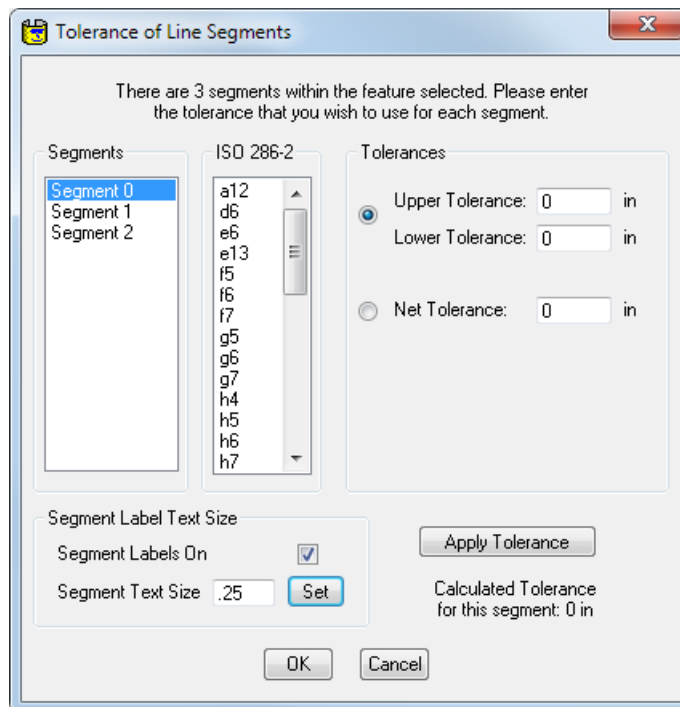 Tolerance of Line Segments
There are 3 segments within the feature selected. Please enter
the tolerance that you wish to use for each segment.
Segments
Segment 0
Segment 1
Segment 2
ISO 286-2
a12
d6
e6
e13
f5
f6
f7
g5
g6
g7
h4
h5
h6
h7
Tolerances
Upper Tolerance: 0 in
Lower Tolerance: 0 in
Net Tolerance: 0 in
Segment Label Text Size
Segment Labels On
Segment Text Size .25 Set
Apply Tolerance
Calculated Tolerance
for this segment: 0 in
OK Cancel